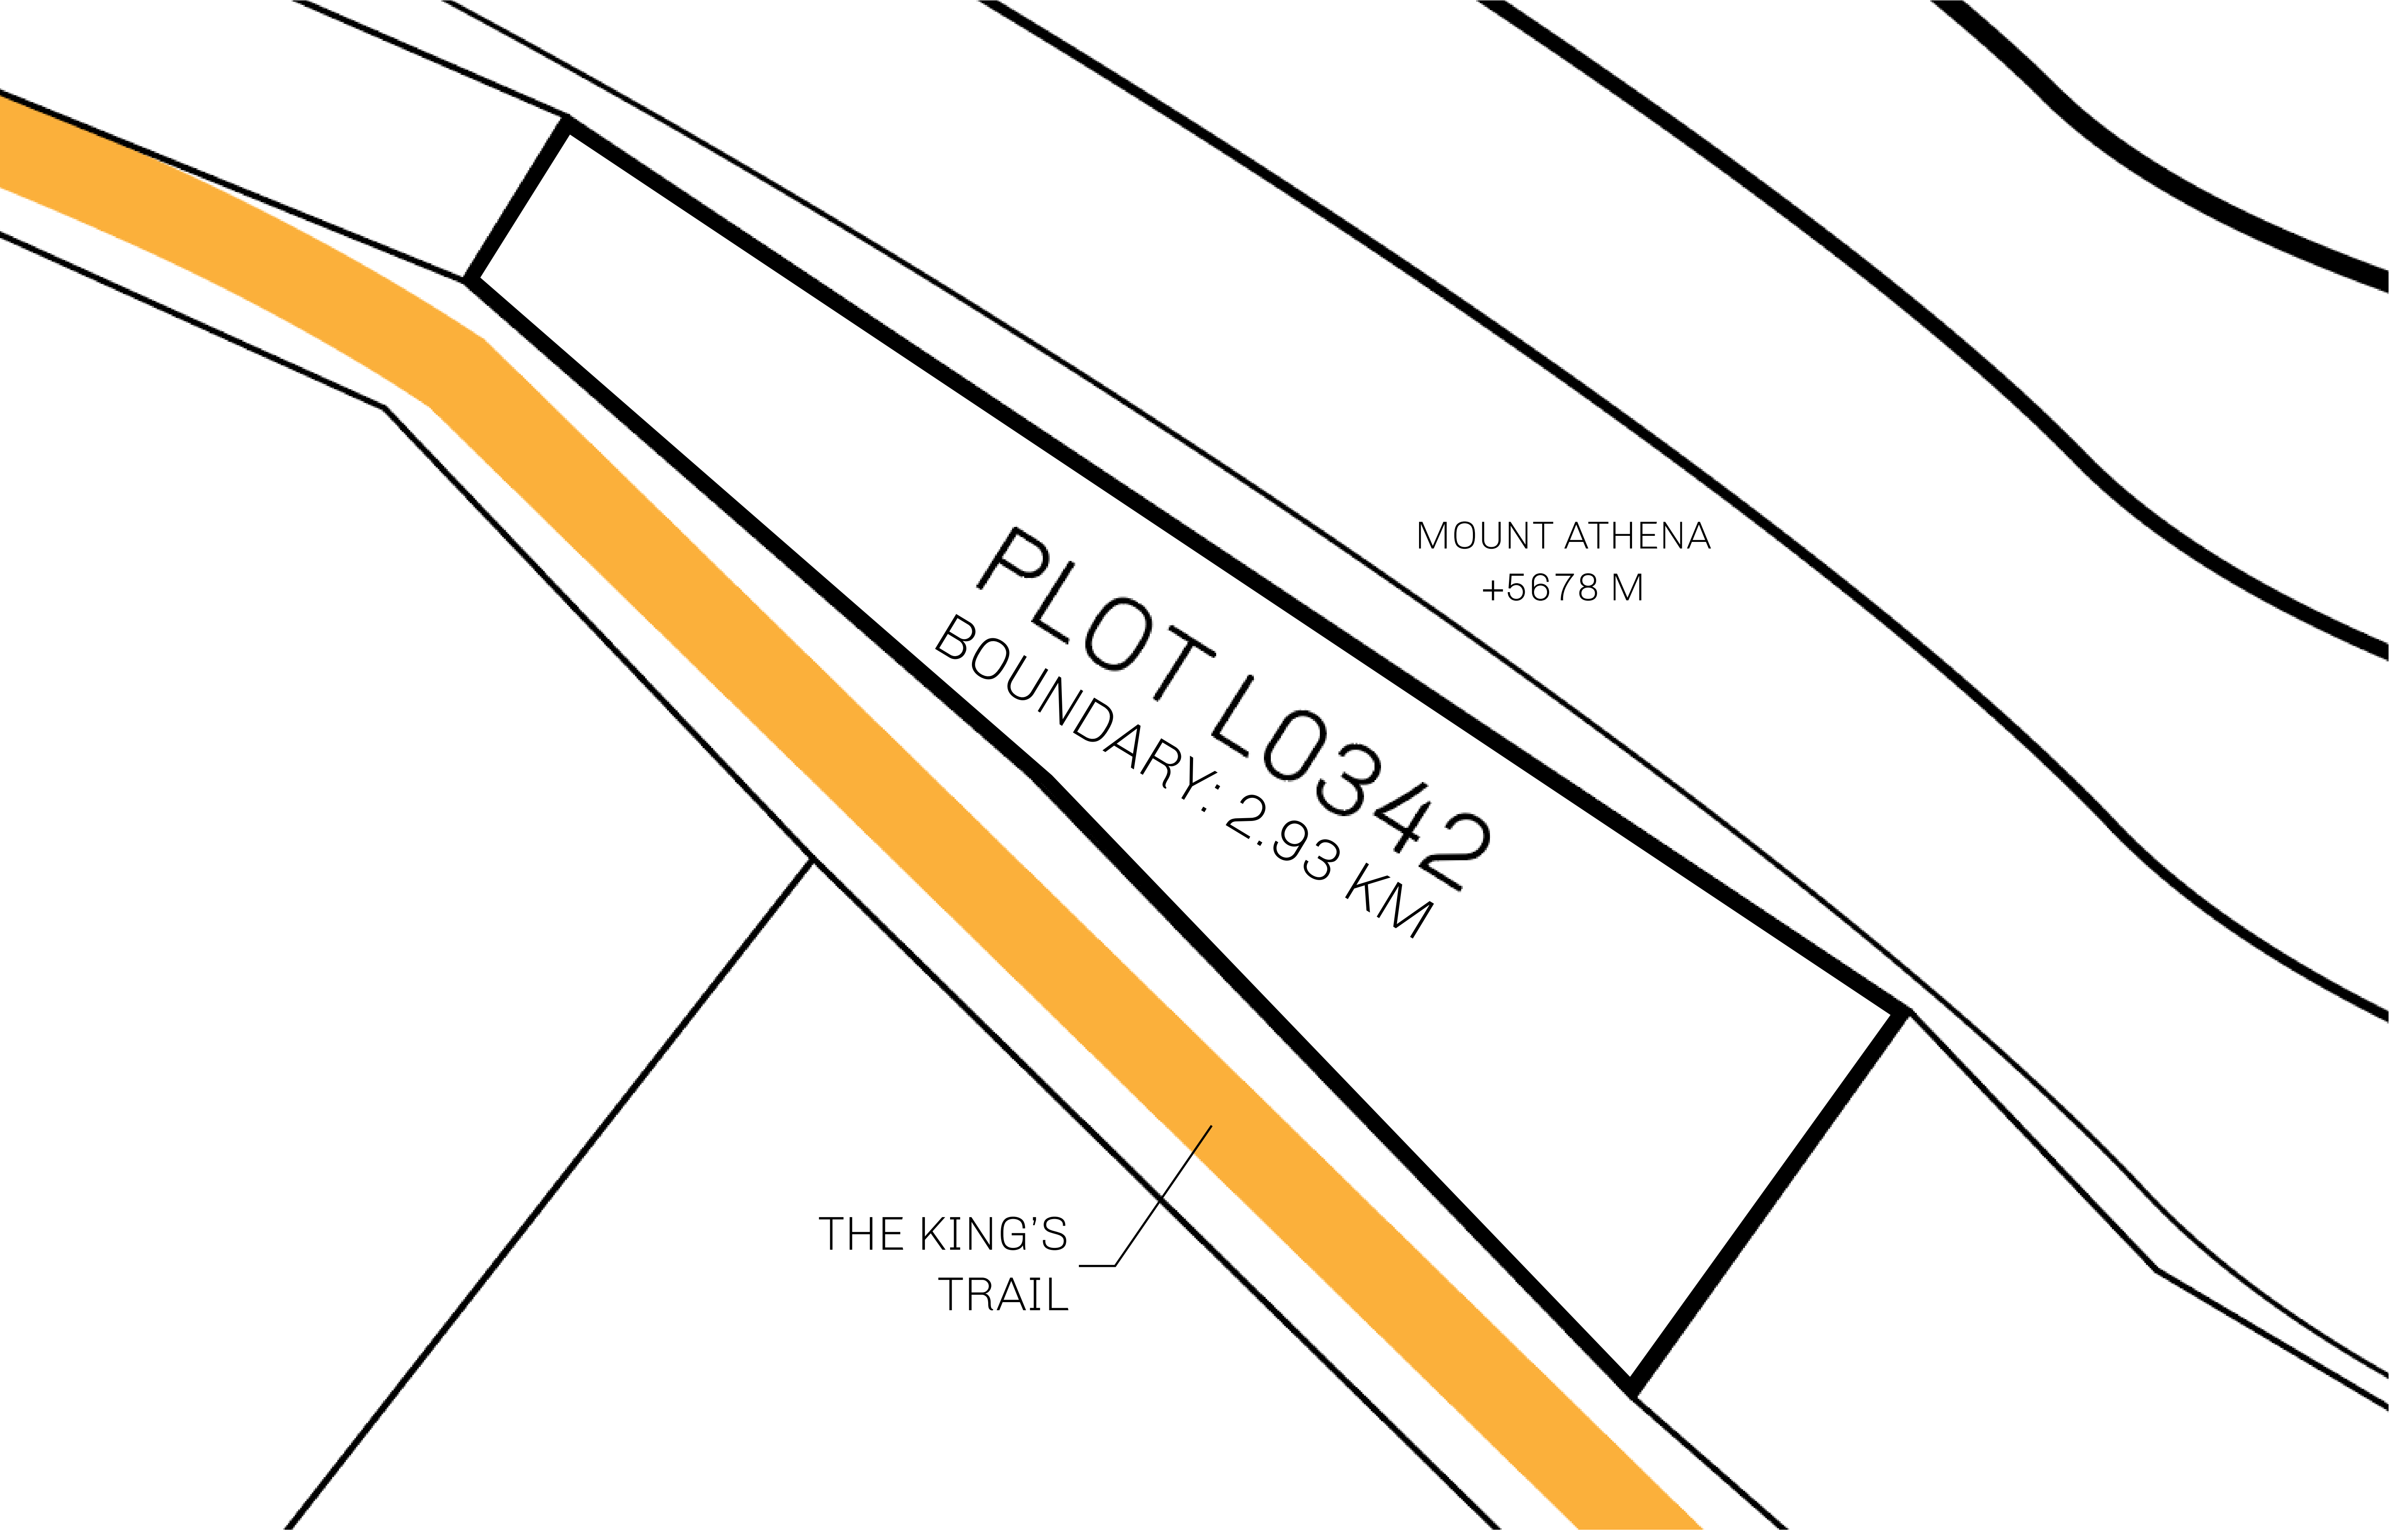 MOUNT ATHENA
+5678 M
PLOT L0342
BOUNDARY: 2.93 KM
THE KING'S
TRAIL